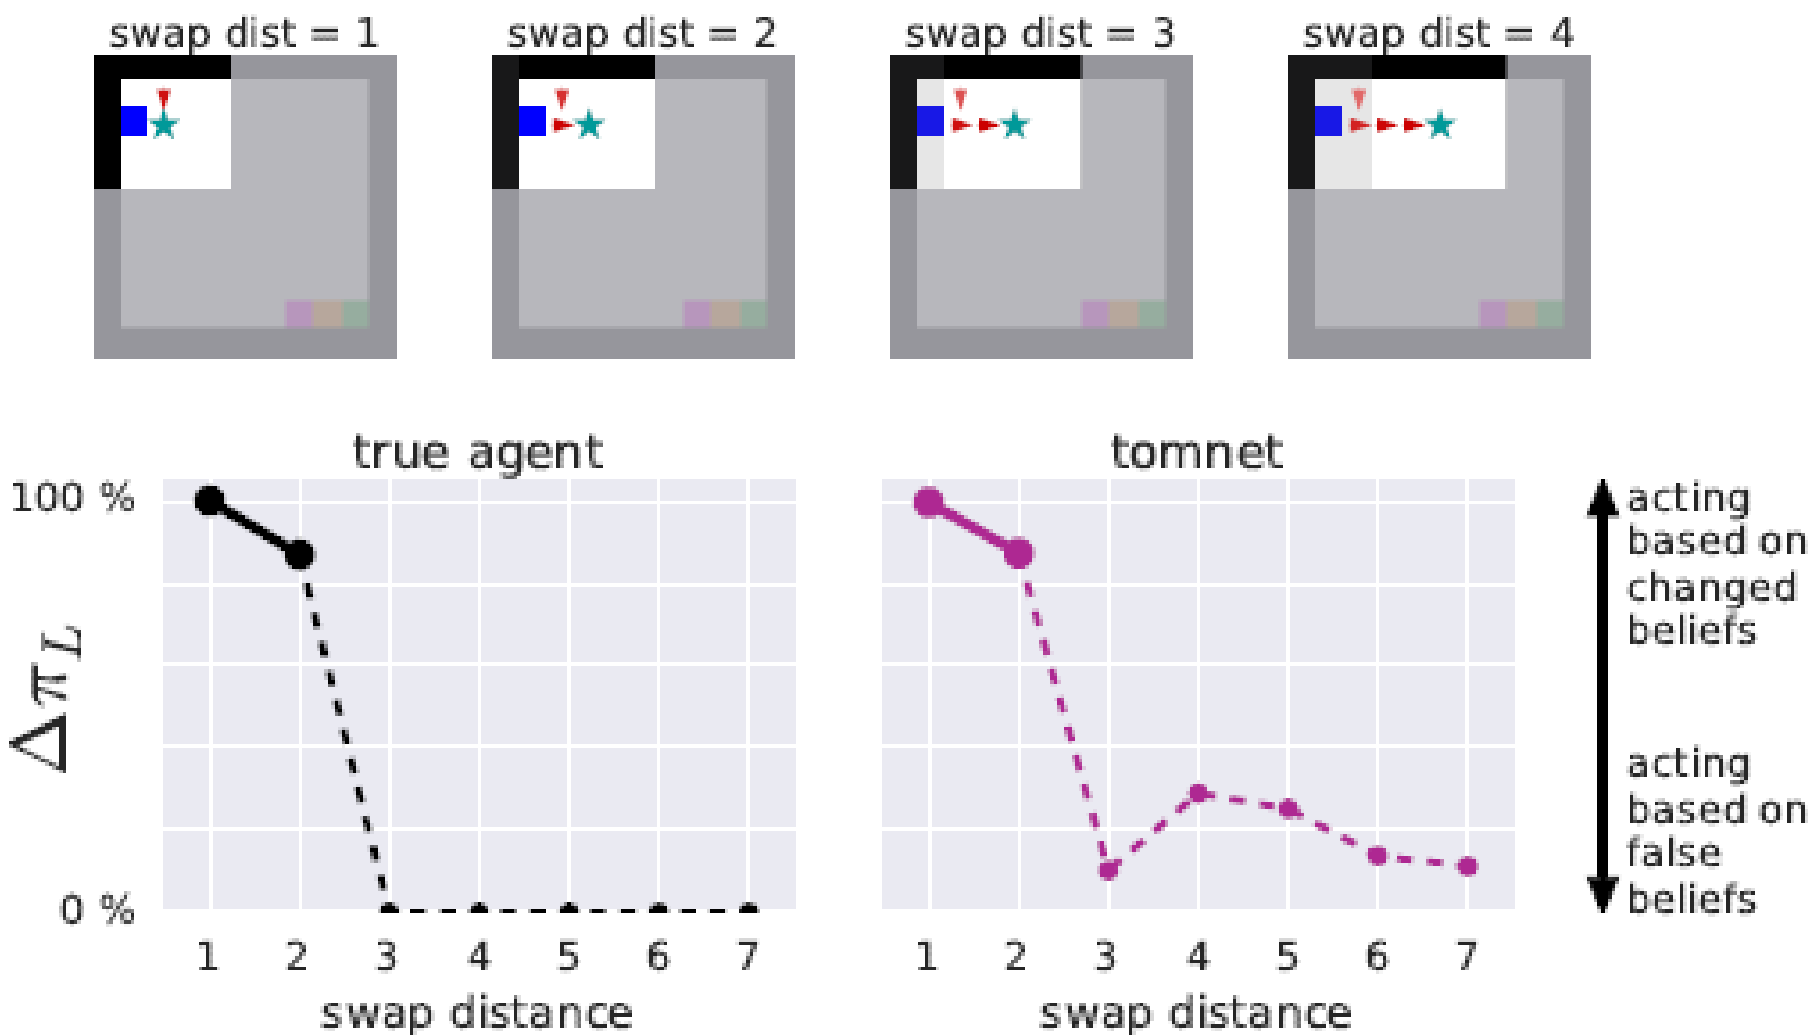 swap dist = 1
swap dist = 2
swap dist = 3
swap dist = 4
true agent
tomnet
100 %
0 %
Δπ_L
1 2 3 4 5 6 7
swap distance
1 2 3 4 5 6 7
swap distance
acting
based on
changed
beliefs
acting
based on
false
beliefs